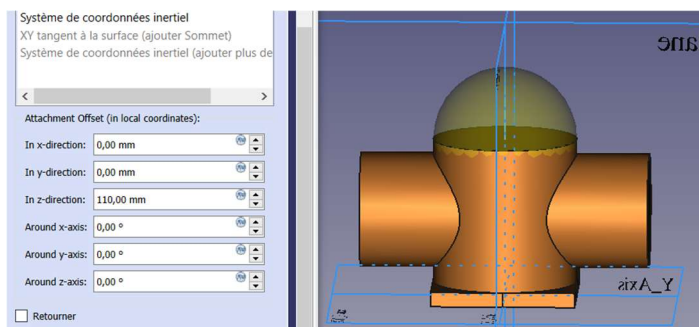 Système de coordonnées inertiel
XY tangent à la surface (ajouter Sommet)
Système de coordonnées inertiel (ajouter plus de
Attachment Offset (in local coordinates):
In x-direction: 0,00 mm
In y-direction: 0,00 mm
In z-direction: 110,00 mm
Around x-axis: 0,00 °
Around y-axis: 0,00 °
Around z-axis: 0,00 °
Retourner
ane
Y_Axis